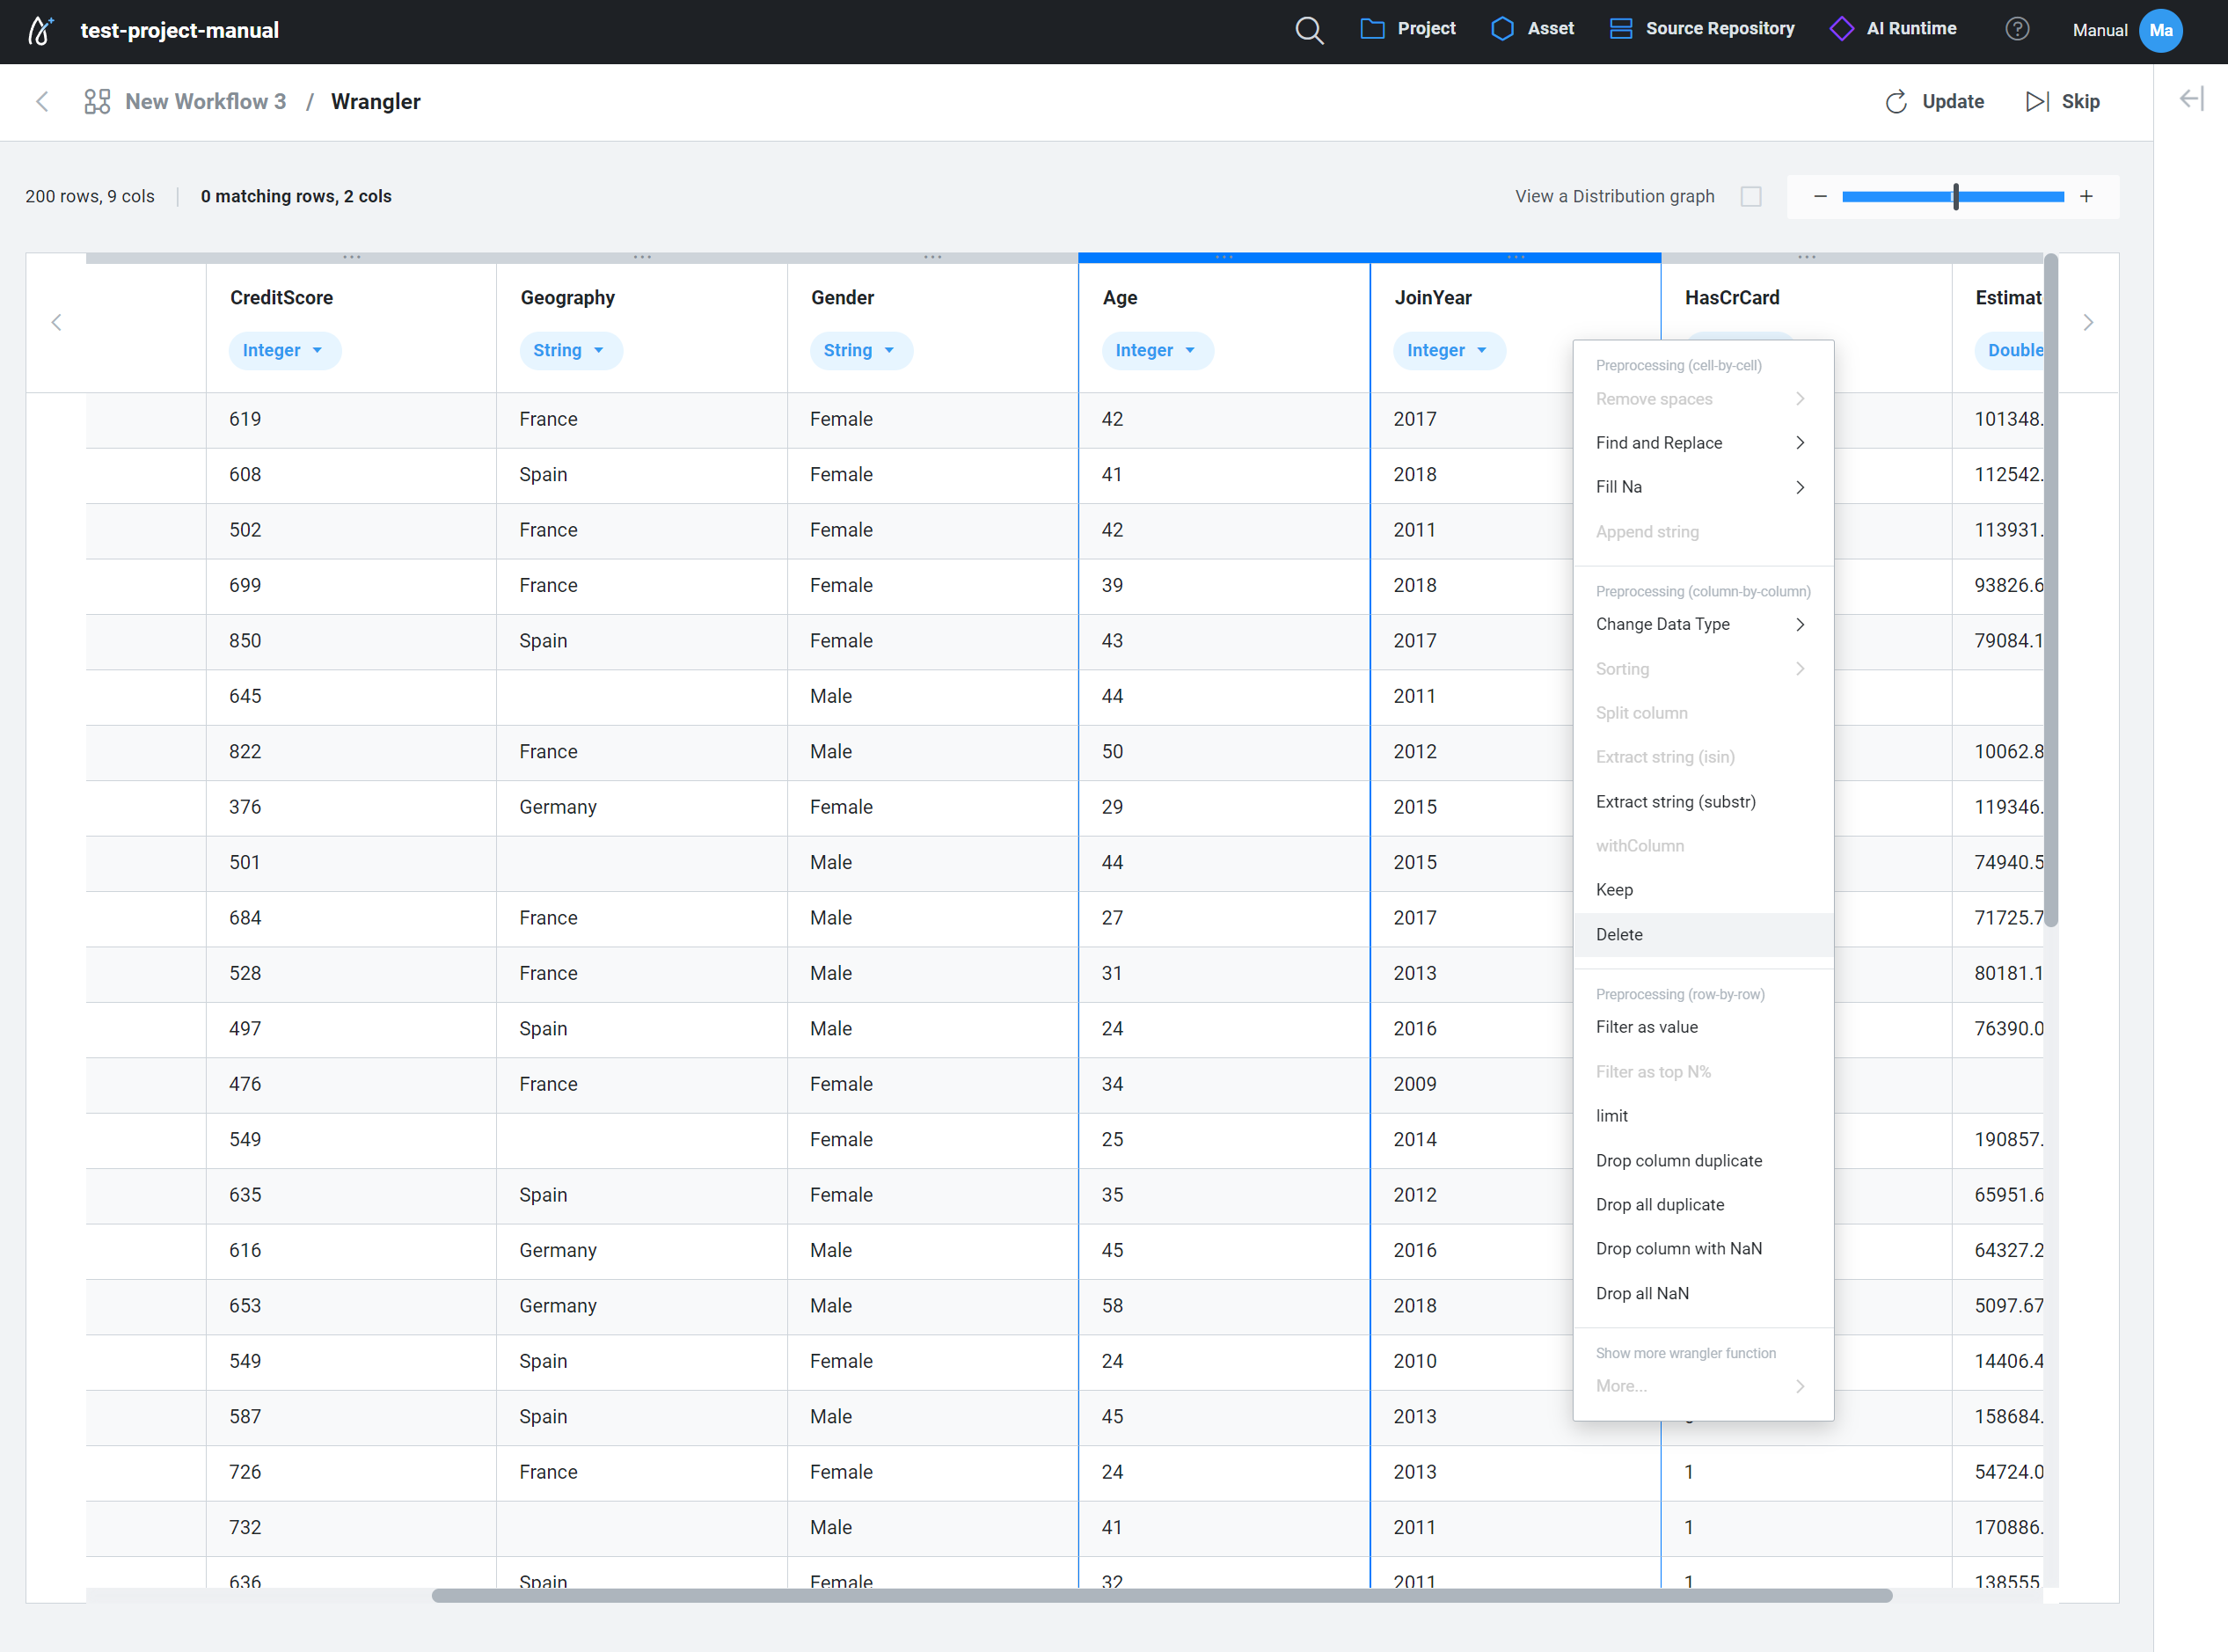 test-project-manual
Project
Asset
Source Repository
AI Runtime
?
Manual
Ma
New Workflow 3 / Wrangler
Update
Skip
200 rows, 9 cols
0 matching rows, 2 cols
View a Distribution graph
CreditScore Geography Gender Age JoinYear HasCrCard Estimat
Integer String String Integer Integer Double
619 France Female 42 2017 101348.
608 Spain Female 41 2018 112542.
502 France Female 42 2011 113931.
699 France Female 39 2018 93826.6
850 Spain Female 43 2017 79084.1
645 Male 44 2011
822 France Male 50 2012 10062.8
376 Germany Female 29 2015 119346.
501 Male 44 2015 74940.5
684 France Male 27 2017 71725.7
528 France Male 31 2013 80181.1
497 Spain Male 24 2016 76390.0
476 France Female 34 2009
549 Female 25 2014 190857.
635 Spain Female 35 2012 65951.6
616 Germany Male 45 2016 64327.2
653 Germany Male 58 2018 5097.67
549 Spain Female 24 2010 14406.4
587 Spain Male 45 2013 158684.
726 France Female 24 2013 1 54724.0
732 Male 41 2011 1 170886.
636 Spain Female 32 2011 1 138555.
Preprocessing (cell-by-cell)
Remove spaces
Find and Replace
Fill Na
Append string
Preprocessing (column-by-column)
Change Data Type
Sorting
Split column
Extract string (isin)
Extract string (substr)
withColumn
Keep
Delete
Preprocessing (row-by-row)
Filter as value
Filter as top N%
limit
Drop column duplicate
Drop all duplicate
Drop column with NaN
Drop all NaN
Show more wrangler function
More...